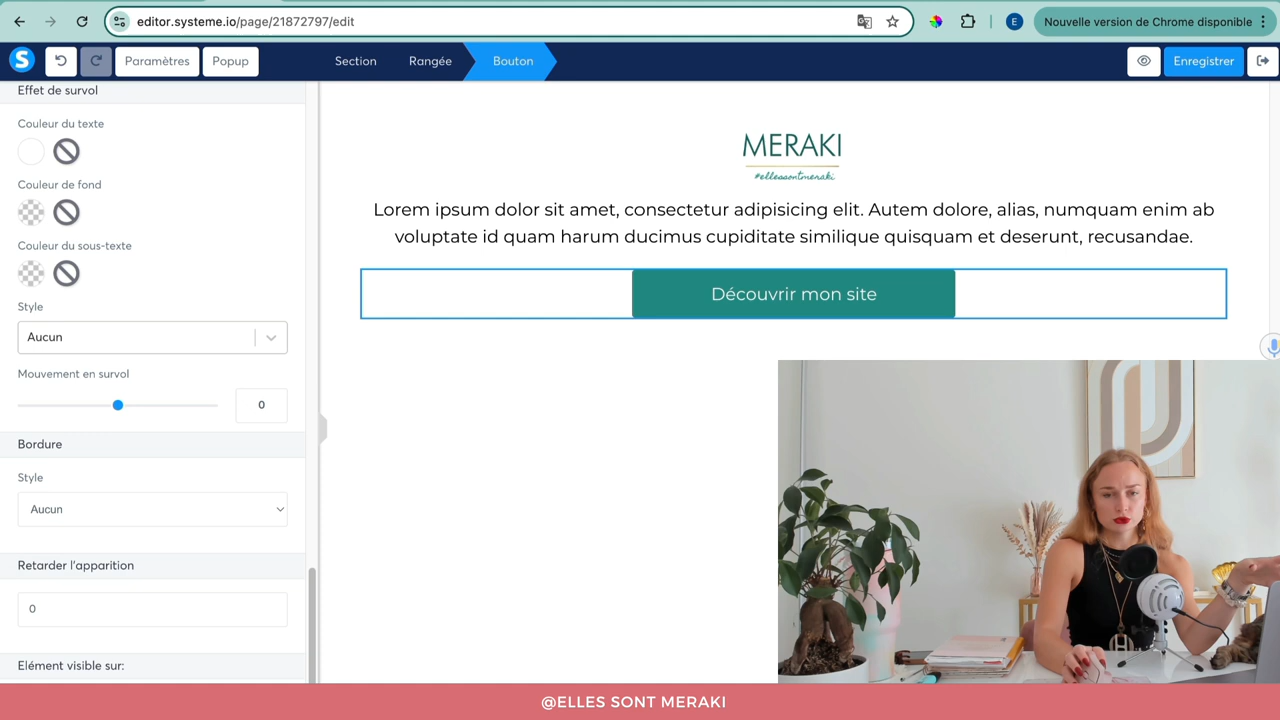 editor.systeme.io/page/21872797/edit
E
Nouvelle version de Chrome disponible
S
Paramètres
Popup
Section
Rangée
Bouton
Enregistrer
Effet de survol
Couleur du texte
Couleur de fond
Couleur du sous-texte
Style
Aucun
Mouvement en survol
0
Bordure
Style
Aucun
Retarder l'apparition
0
Elément visible sur:
MERAKI
#ellessontmeraki
Lorem ipsum dolor sit amet, consectetur adipisicing elit. Autem dolore, alias, numquam enim ab
voluptate id quam harum ducimus cupiditate similique quisquam et deserunt, recusandae.
Découvrir mon site
@ELLES SONT MERAKI